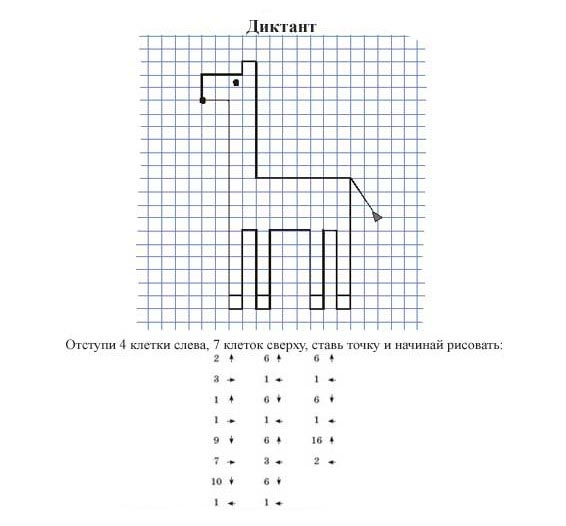 Диктант
Отступи 4 клетки слева, 7 клеток сверху, ставь точку и начинай рисовать:
2 ↑ 6 ↑ 6 ↑
3 → 1 ← 1 ←
1 ↑ 6 ↓ 6 ↓
1 → 1 ← 1 ←
9 ↓ 6 ↑ 16 ↑
7 → 3 ← 2 ←
10 ↓ 6 ↓
1 ← 1 ←